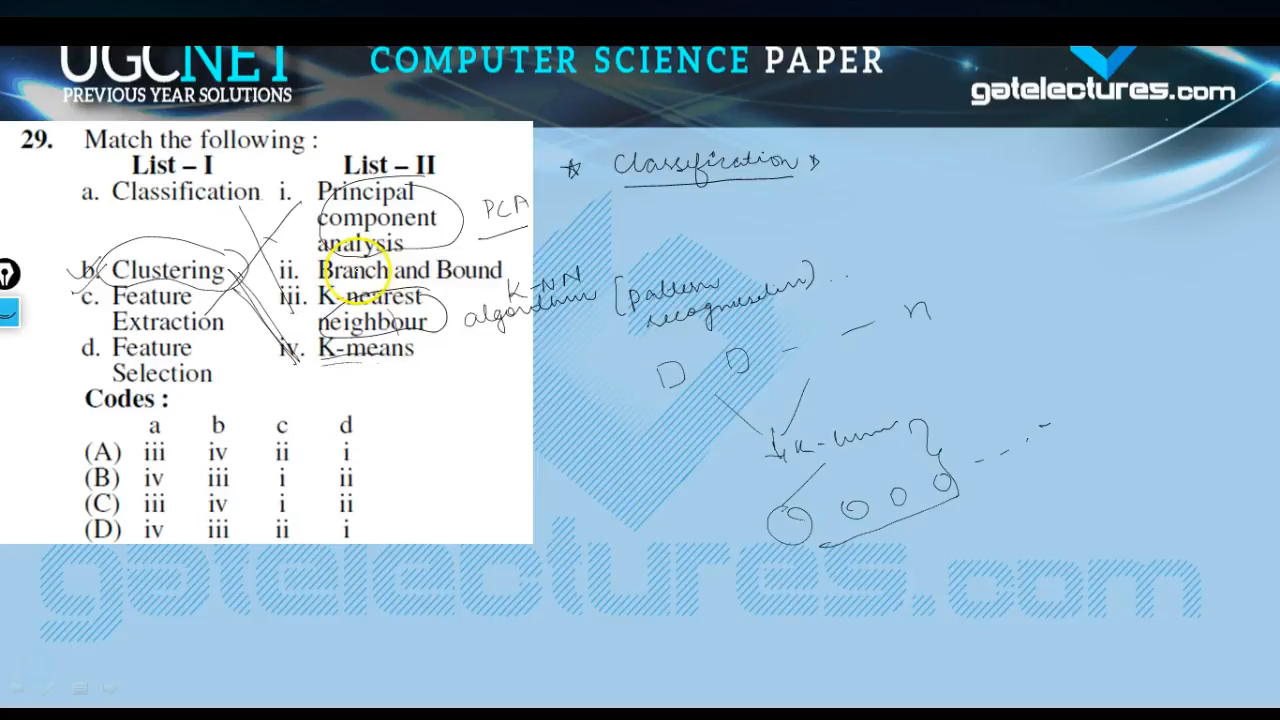 UGCNET
PREVIOUS YEAR SOLUTIONS
COMPUTER SCIENCE PAPER
gatelectures.com
29. Match the following :
List – I List – II
a. Classification i. Principal
component
analysis
b. Clustering ii. Branch and Bound
c. Feature iii. K-nearest
Extraction neighbour
d. Feature iv. K-means
Selection
Codes :
a b c d
(A) iii iv ii i
(B) iv iii i ii
(C) iii iv i ii
(D) iv iii ii i
Classification
PCA
K-NN
algorithm [pattern
n
gatelectures.com